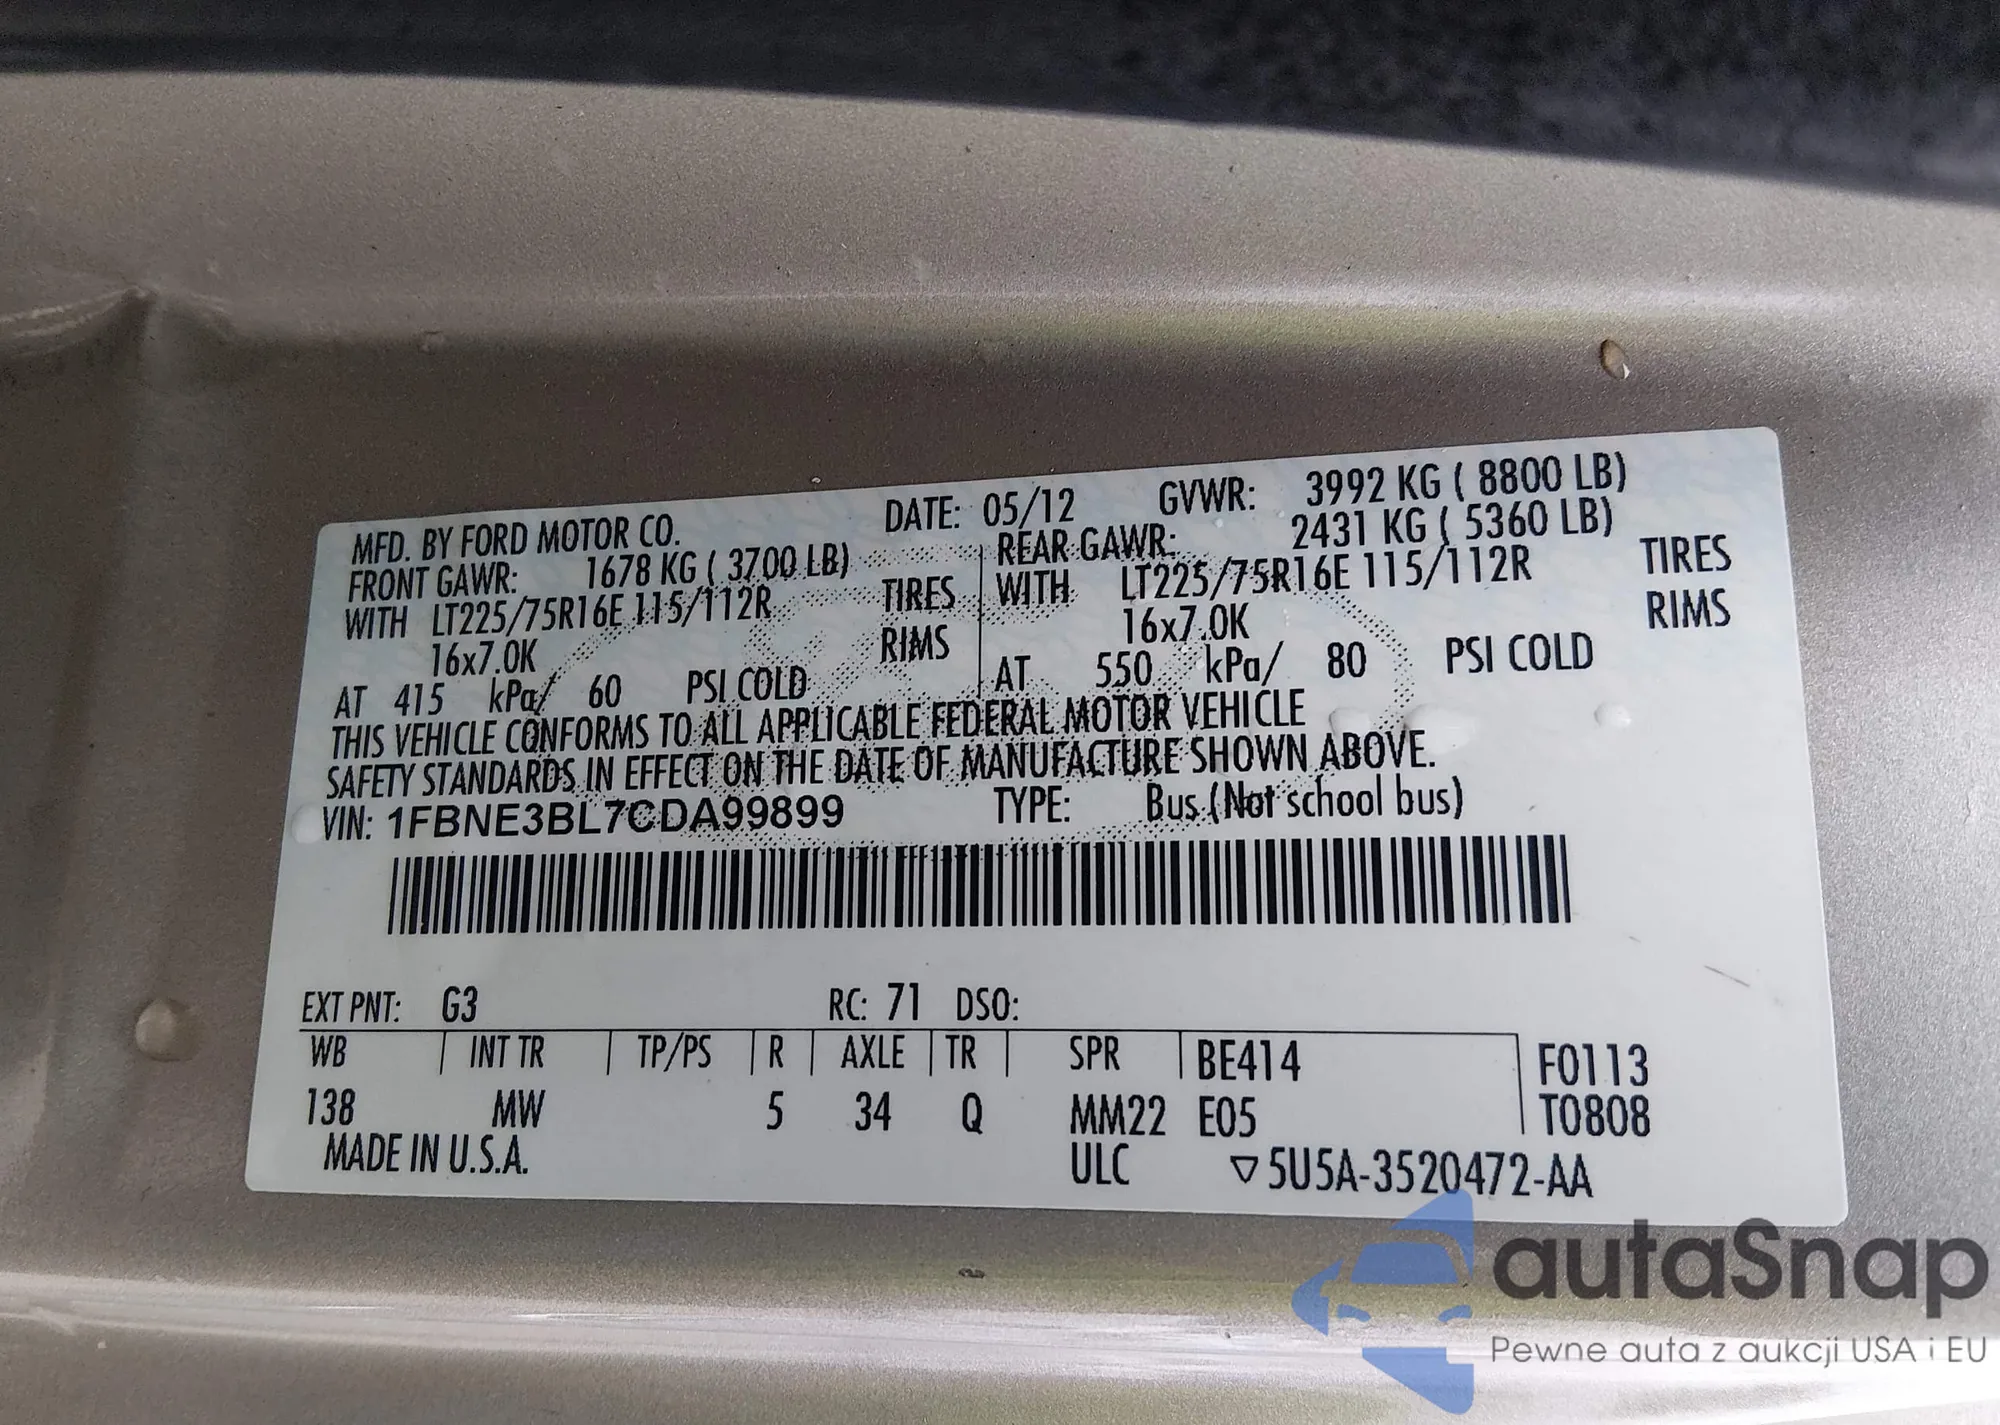 MFD. BY FORD MOTOR CO. DATE: 05/12 GVWR: 3992 KG ( 8800 LB)
FRONT GAWR: 1678 KG ( 3700 LB) REAR GAWR: 2431 KG ( 5360 LB)
WITH LT225/75R16E 115/112R TIRES WITH LT225/75R16E 115/112R TIRES
16x7.0K RIMS 16x7.0K RIMS
AT 415 kPa/ 60 PSI COLD AT 550 kPa/ 80 PSI COLD
THIS VEHICLE CONFORMS TO ALL APPLICABLE FEDERAL MOTOR VEHICLE
SAFETY STANDARDS IN EFFECT ON THE DATE OF MANUFACTURE SHOWN ABOVE.
VIN: 1FBNE3BL7CDA99899 TYPE: Bus (Not school bus)
EXT PNT: G3 RC: 71 DSO:
WB INT TR TP/PS R AXLE TR SPR BE414 F0113
138 MW 5 34 Q MM22 E05 T0808
MADE IN U.S.A. ULC ▽5U5A-3520472-AA
autaSnap
Pewne auta z aukcji USA i EU